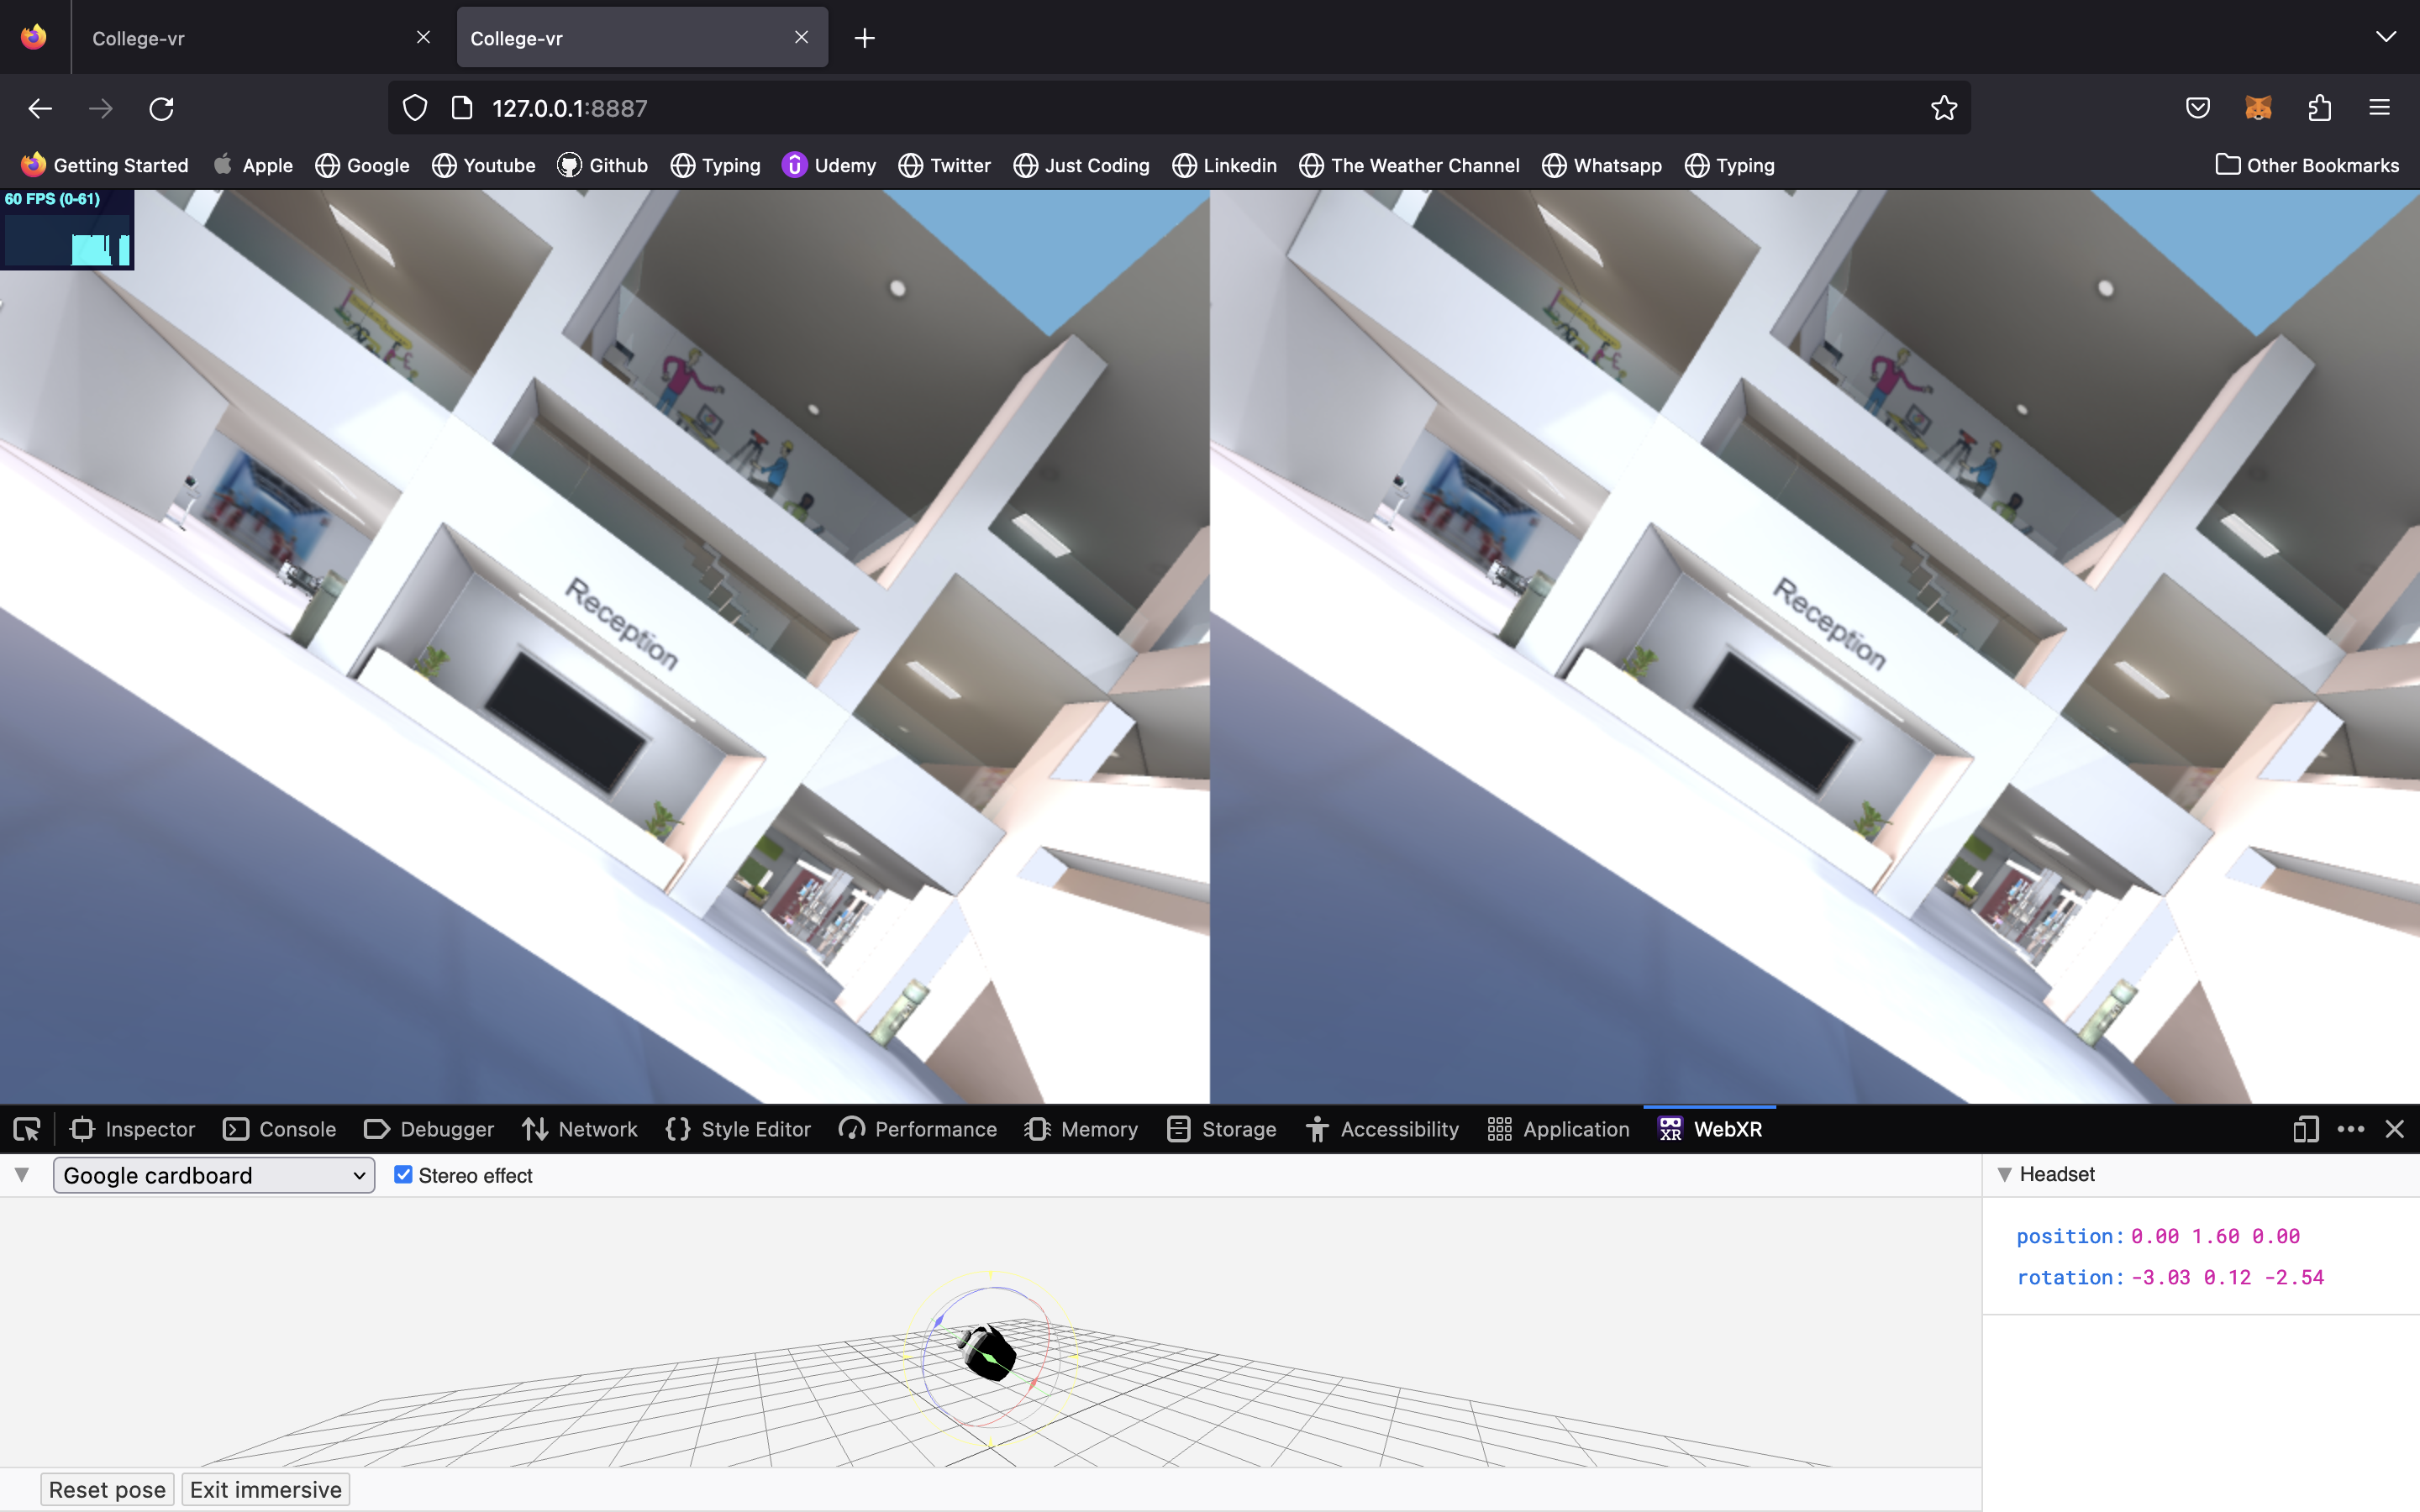 College-vr
College-vr
127.0.0.1:8887
Getting Started Apple Google Youtube Github Typing Udemy Twitter Just Coding Linkedin The Weather Channel Whatsapp Typing Other Bookmarks
60 FPS (0-61)
Reception
Reception
Inspector Console Debugger Network Style Editor Performance Memory Storage Accessibility Application XR WebXR
Google cardboard Stereo effect
Headset
position: 0.00 1.60 0.00
rotation: -3.03 0.12 -2.54
Reset pose Exit immersive